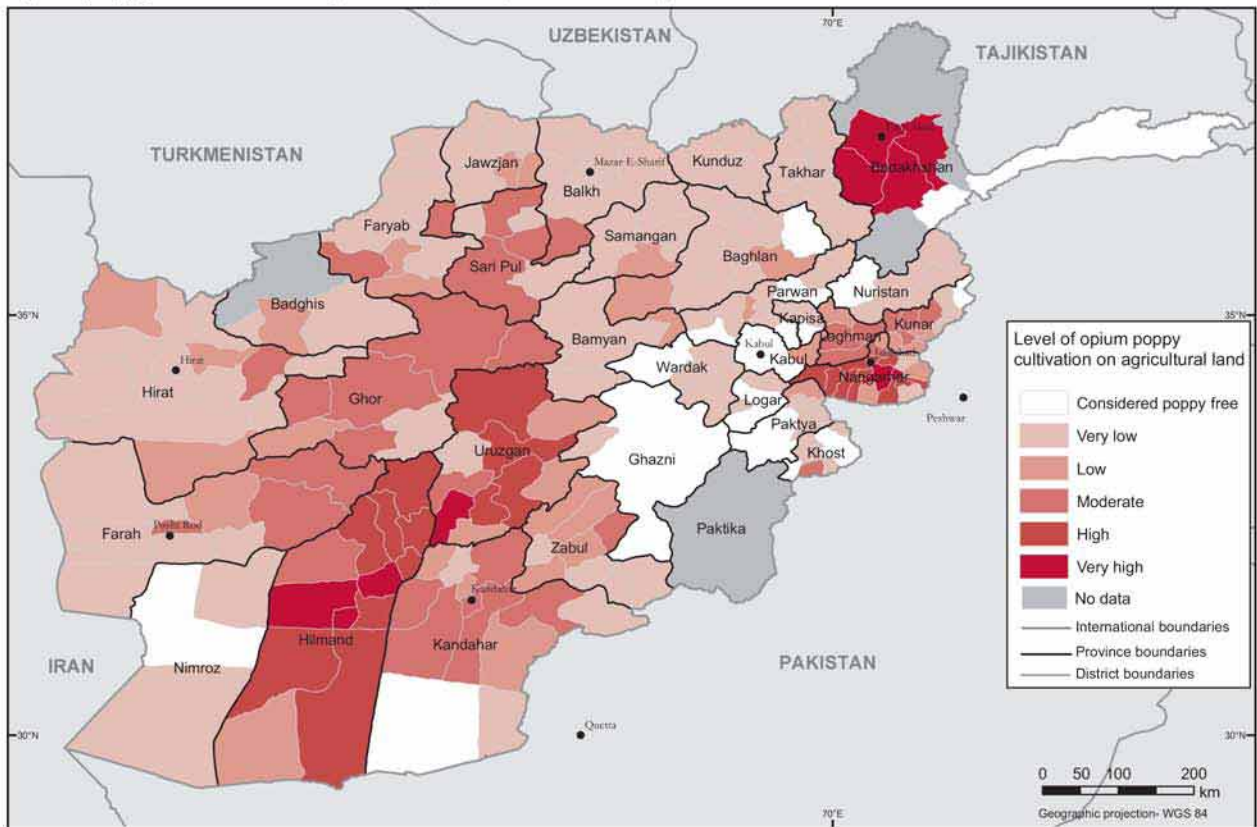 70°E
UZBEKISTAN
TAJIKISTAN
TURKMENISTAN
Jawzjan
Mazar-E-Sharif
Balkh
Kunduz
Takhar
Badakhshan
Faryab
Samangan
Sari Pul
Baghlan
Badghis
Parwan
Nuristan
35°N
35°N
Bamyan
Kapisa
Laghman
Kunar
Kabul
Kabul
Hirat
Hirat
Wardak
Nangarhar
Logar
Peshwar
Ghor
Paktya
Uruzgan
Ghazni
Khost
Farah
Paktika
Zabul
Kandahar
Hilmand
Kandahar
IRAN
Nimroz
PAKISTAN
Quetta
30°N
30°N
70°E
Level of opium poppy
cultivation on agricultural land
Considered poppy free
Very low
Low
Moderate
High
Very high
No data
International boundaries
Province boundaries
District boundaries
0 50 100 200
km
Geographic projection- WGS 84